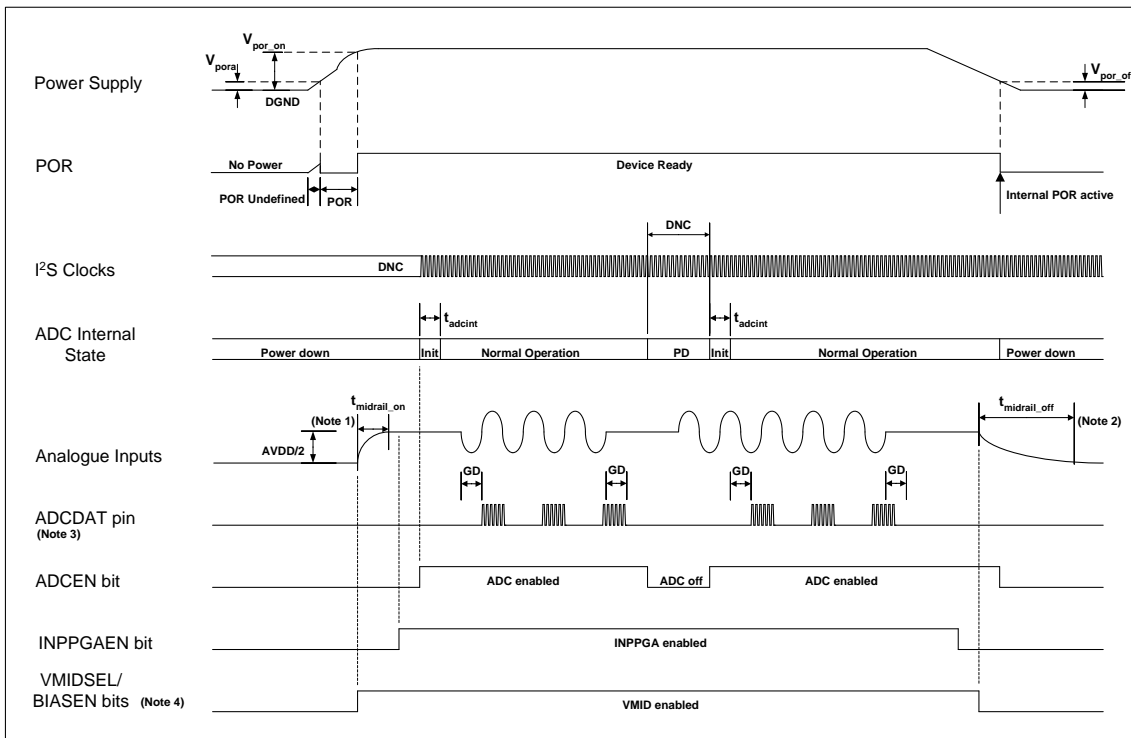 V_por_on
V_pora
Power Supply
DGND
V_por_of
POR
No Power
Device Ready
POR Undefined
POR
Internal POR active
DNC
I²S Clocks
DNC
t_adcint
t_adcint
ADC Internal
State
Power down
Init
Normal Operation
PD
Init
Normal Operation
Power down
t_midrail_on
t_midrail_off
(Note 1)
(Note 2)
Analogue Inputs
AVDD/2
GD
GD
GD
GD
ADCDAT pin
(Note 3)
ADCEN bit
ADC enabled
ADC off
ADC enabled
INPPGAEN bit
INPPGA enabled
VMIDSEL/
BIASEN bits (Note 4)
VMID enabled